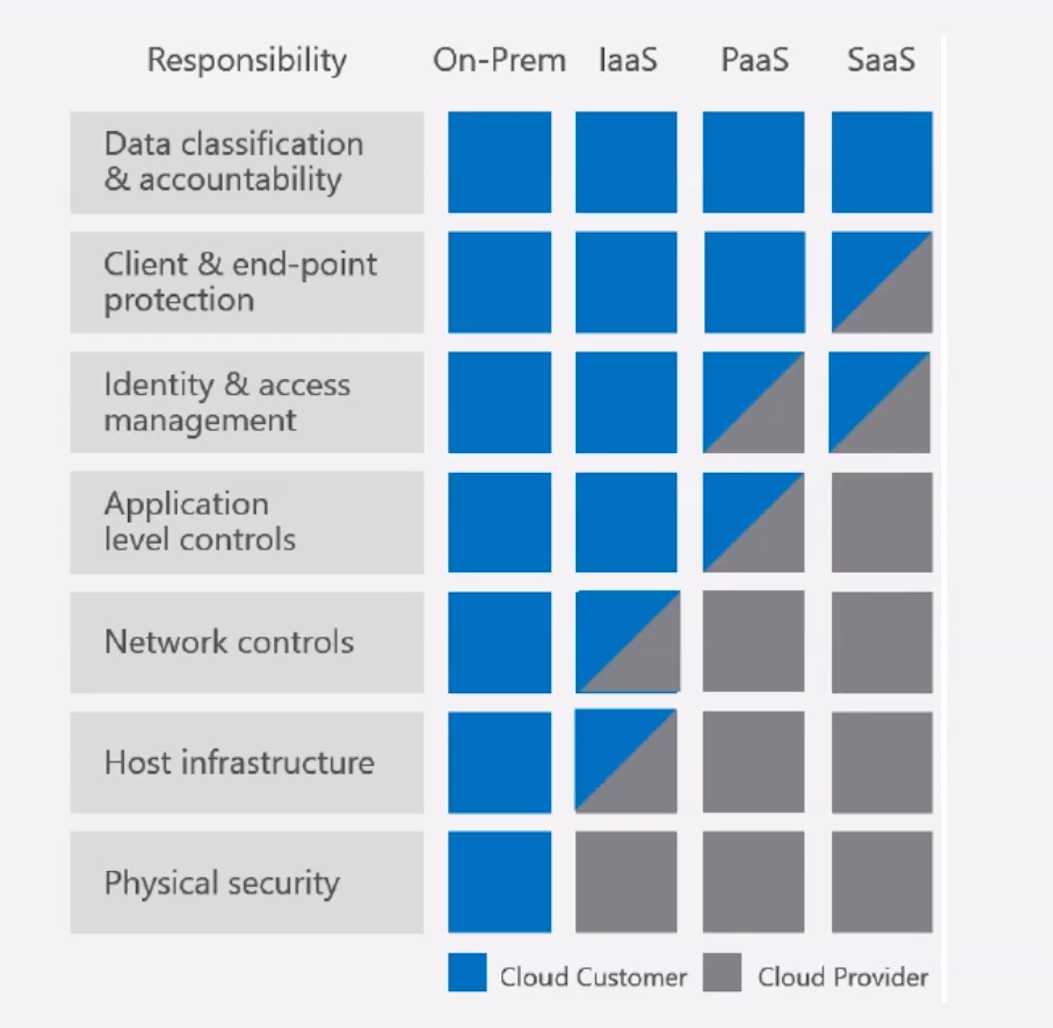 Responsibility On-Prem IaaS PaaS SaaS
Data classification
& accountability
Client & end-point
protection
Identity & access
management
Application
level controls
Network controls
Host infrastructure
Physical security
Cloud Customer Cloud Provider